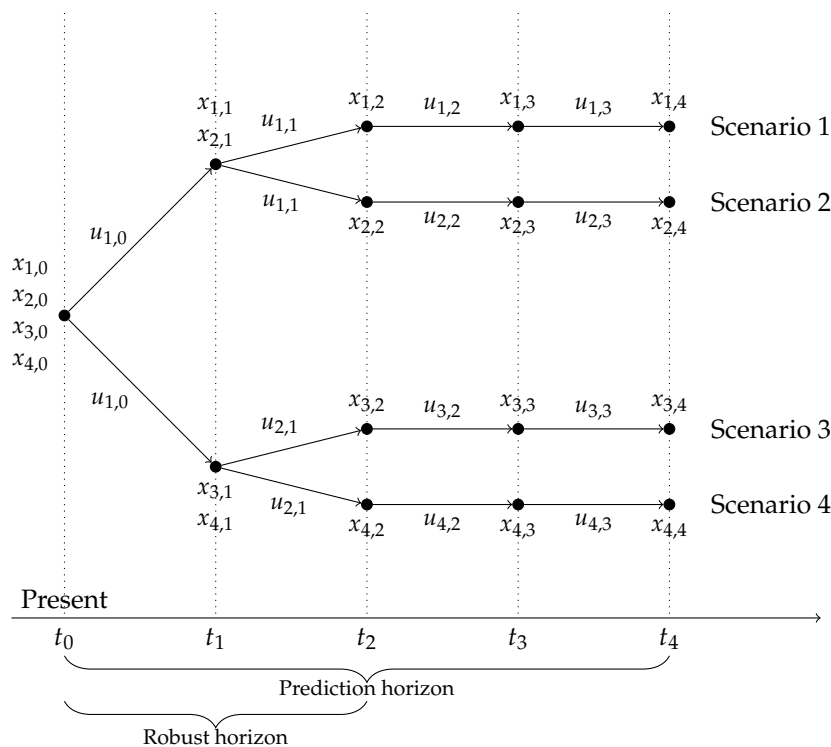 x1,1 x1,2 u1,2 x1,3 u1,3 x1,4 Scenario 1
x2,1 u1,1
u1,1 x2,2 u2,2 x2,3 u2,3 x2,4 Scenario 2
u1,0
x1,0
x2,0
x3,0
x4,0
u1,0
x3,2 u3,2 x3,3 u3,3 x3,4 Scenario 3
u2,1
x3,1
x4,1 u2,1 x4,2 u4,2 x4,3 u4,3 x4,4 Scenario 4
Present
t0 t1 t2 t3 t4
Prediction horizon
Robust horizon